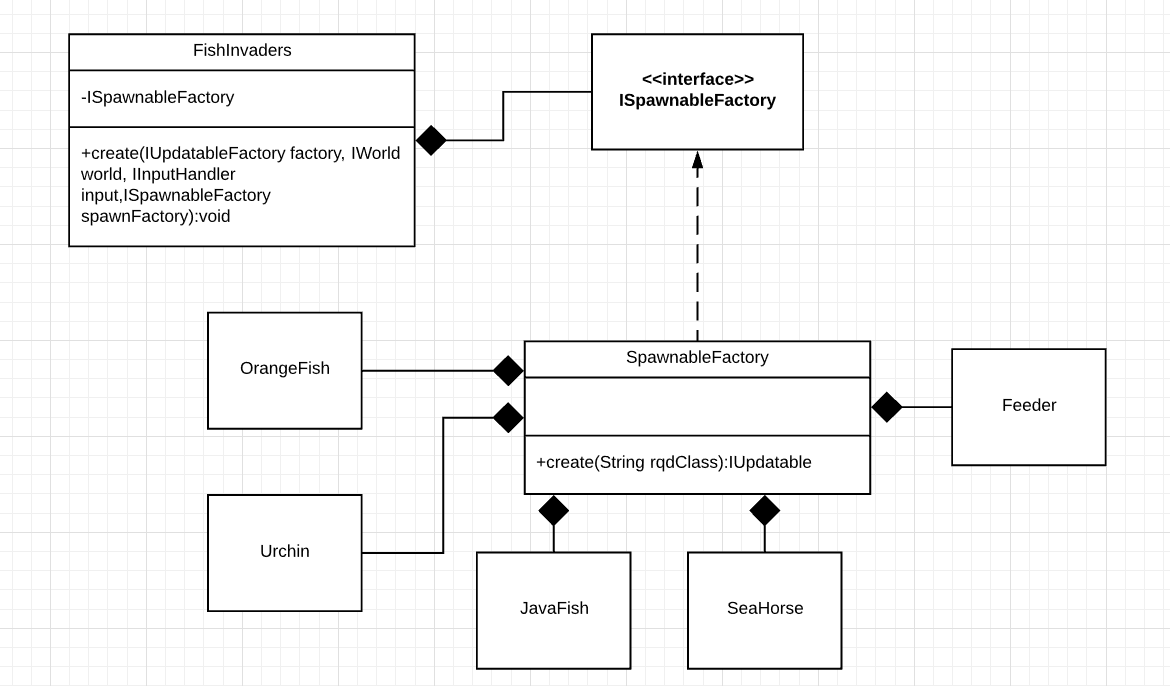 FishInvaders
-ISpawnableFactory
+create(IUpdatableFactory factory, IWorld
world, IInputHandler
input,ISpawnableFactory
spawnFactory):void
<<interface>>
ISpawnableFactory
OrangeFish
SpawnableFactory
+create(String rqdClass):IUpdatable
Feeder
Urchin
JavaFish
SeaHorse